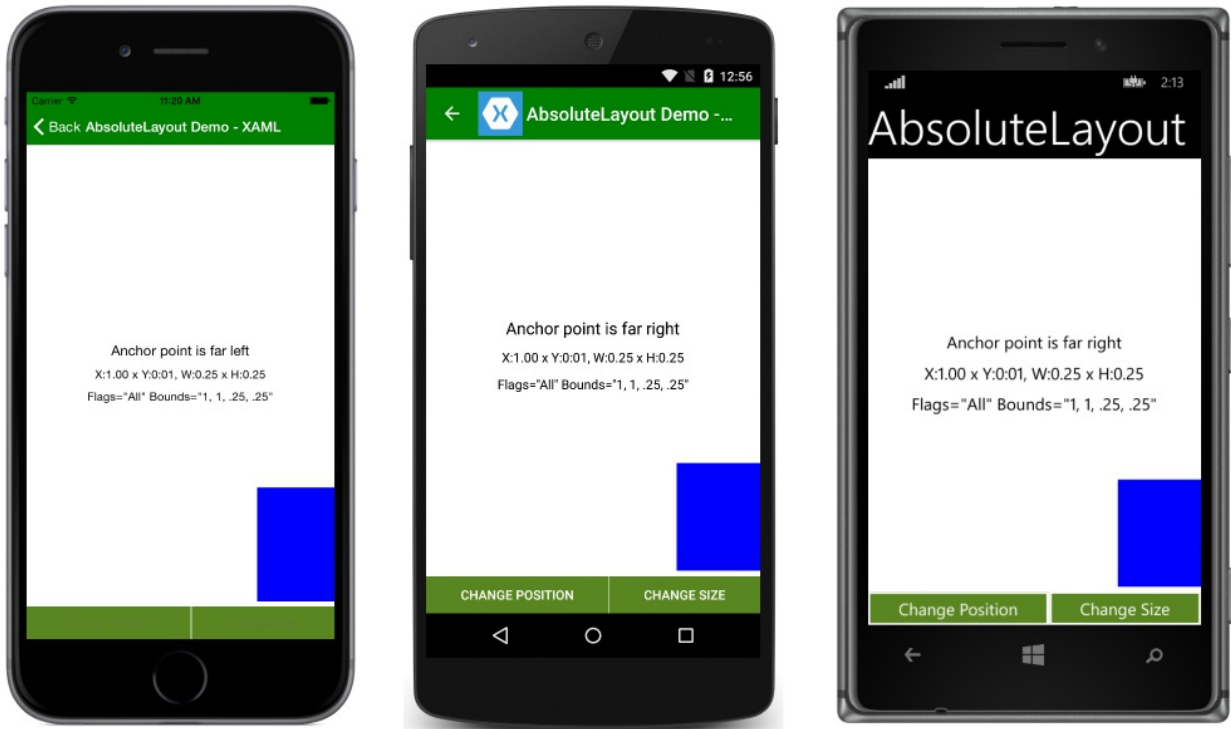 Carrier
11:20 AM
Back AbsoluteLayout Demo - XAML
Anchor point is far left
X:1.00 x Y:0:01, W:0.25 x H:0.25
Flags="All" Bounds="1, 1, .25, .25"
12:56
AbsoluteLayout Demo -...
Anchor point is far right
X:1.00 x Y:0:01, W:0.25 x H:0.25
Flags="All" Bounds="1, 1, .25, .25"
CHANGE POSITION
CHANGE SIZE
2:13
AbsoluteLayout
Anchor point is far right
X:1.00 x Y:0:01, W:0.25 x H:0.25
Flags="All" Bounds="1, 1, .25, .25"
Change Position
Change Size